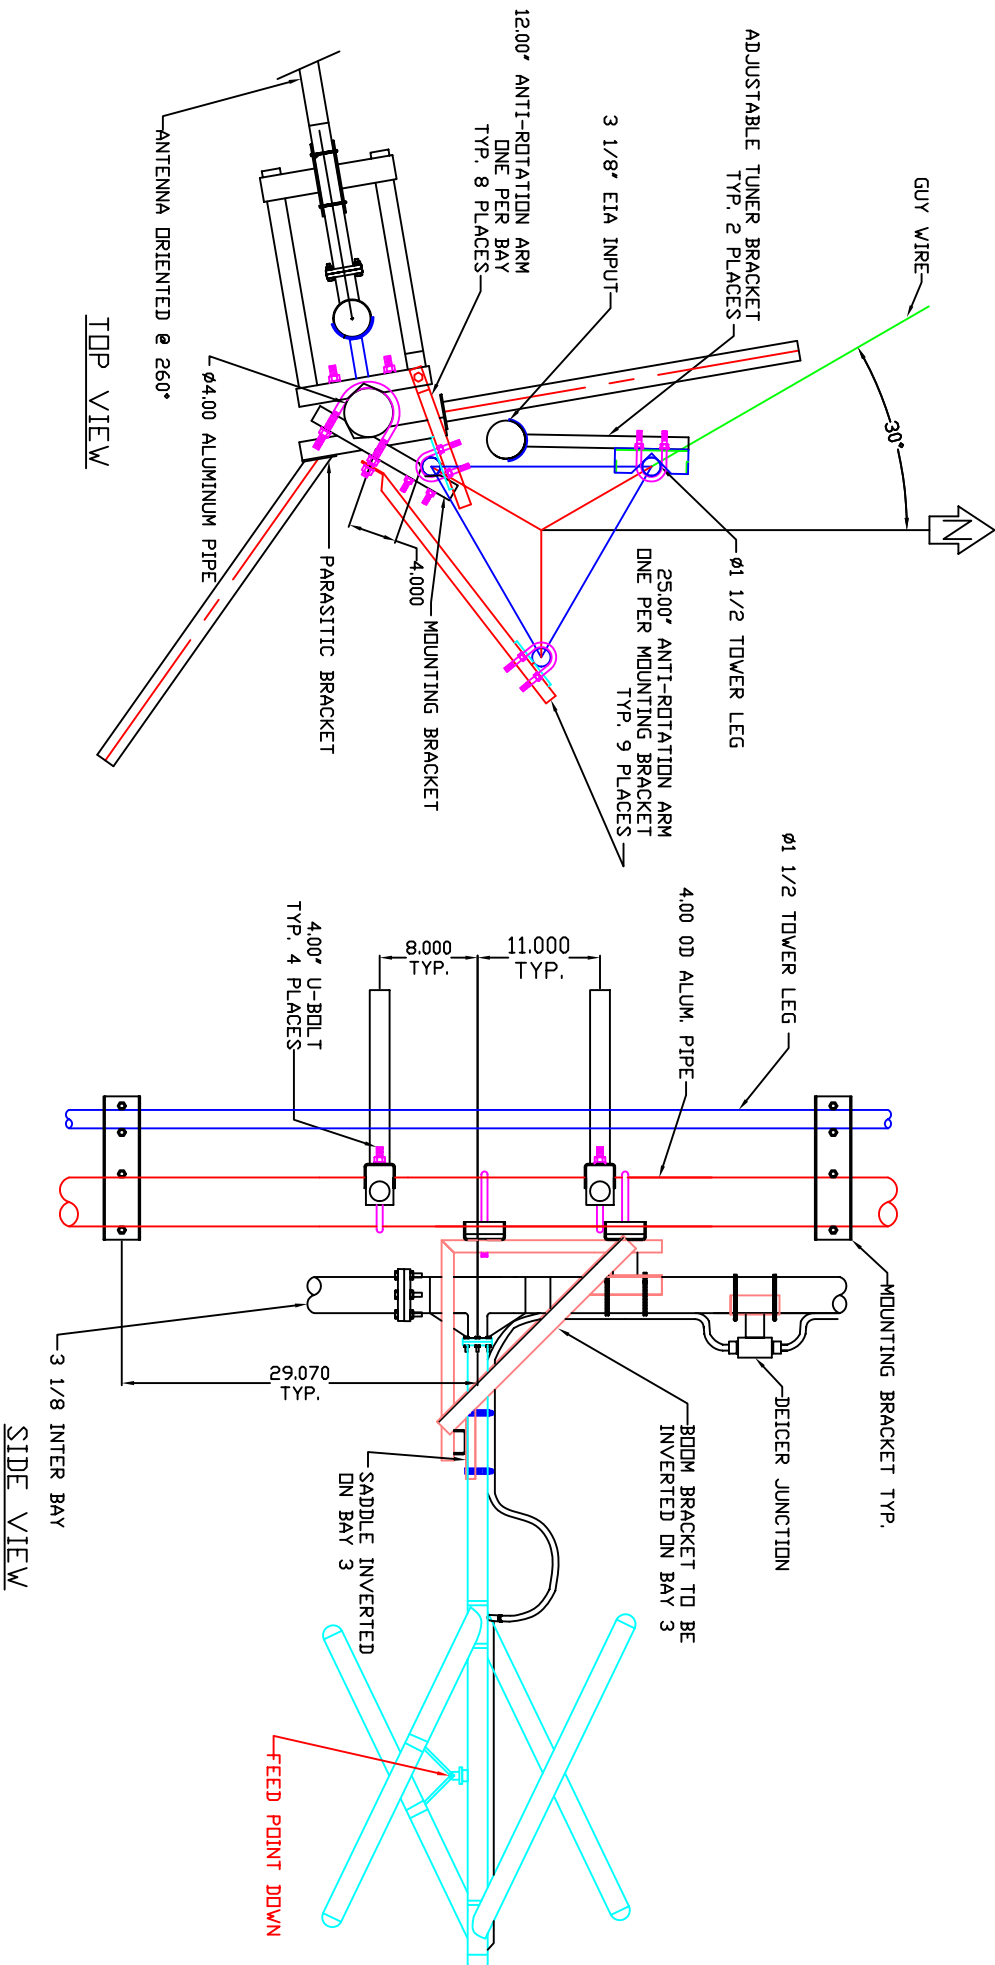 GUY WIRE
30°
N
ADJUSTABLE TUNER BRACKET
TYP. 2 PLACES
3 1/8" EIA INPUT
12.00" ANTI-ROTATION ARM
ONE PER BAY
TYP. 8 PLACES
ANTENNA ORIENTED @ 260°
Ø1 1/2 TOWER LEG
25.00" ANTI-ROTATION ARM
ONE PER MOUNTING BRACKET
TYP. 9 PLACES
4.000
MOUNTING BRACKET
PARASITIC BRACKET
Ø4.00 ALUMINUM PIPE
TOP VIEW
Ø1 1/2 TOWER LEG
4.00 OD ALUM. PIPE
11.000
TYP.
8.000
TYP.
4.00" U-BOLT
TYP. 4 PLACES
MOUNTING BRACKET TYP.
DEICER JUNCTION
BOOM BRACKET TO BE
INVERTED ON BAY 3
29.070
TYP.
SADDLE INVERTED
ON BAY 3
3 1/8 INTER BAY
FEED POINT DOWN
SIDE VIEW